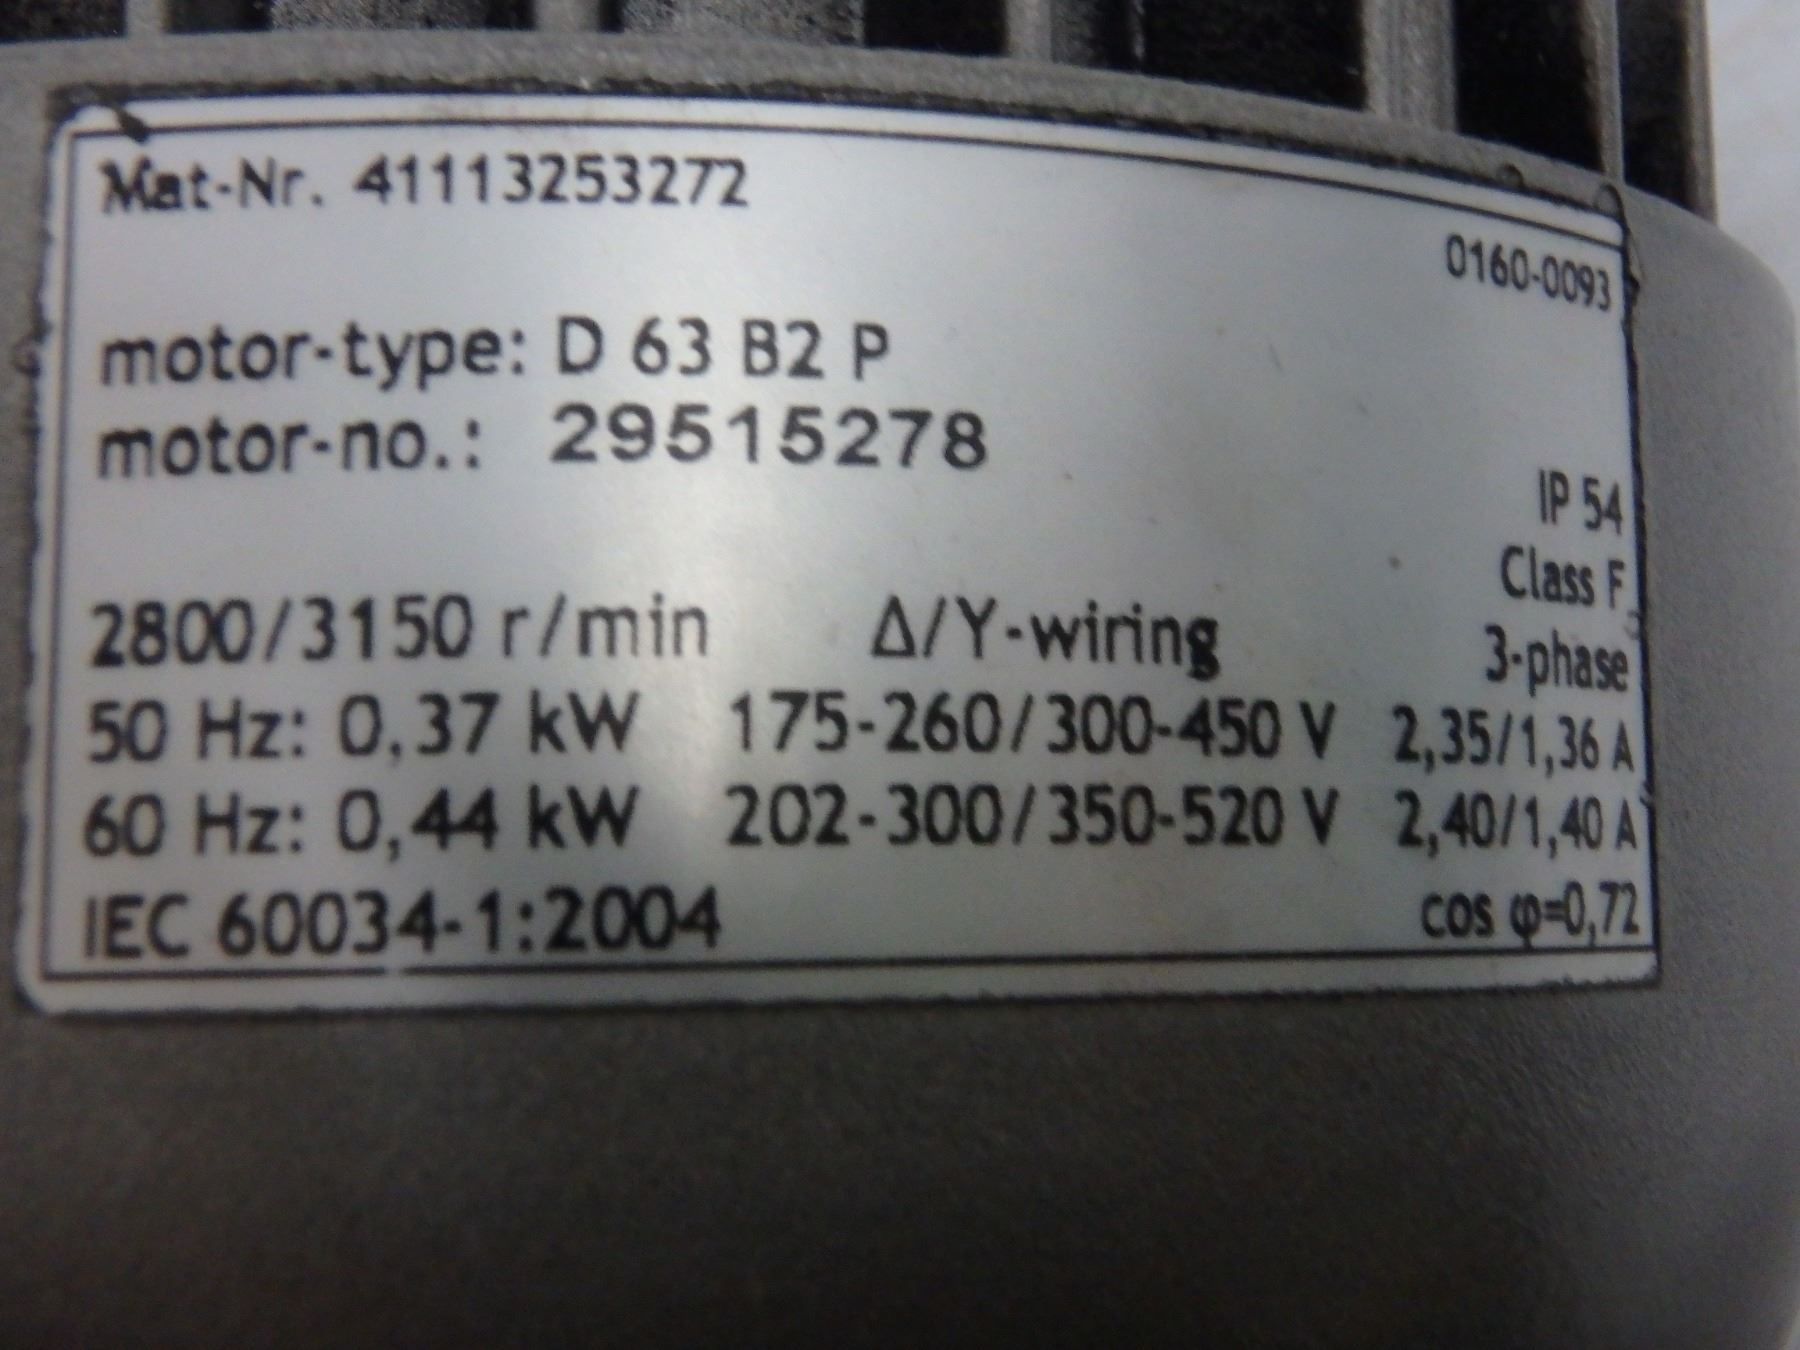 Mat-Nr. 41113253272
0160-0093
motor-type: D 63 B2 P
motor-no.: 29515278
IP 54
Class F
2800/3150 r/min Δ/Y-wiring 3-phase
50 Hz: 0,37 kW 175-260/300-450 V 2,35/1,36 A
60 Hz: 0,44 kW 202-300/350-520 V 2,40/1,40 A
IEC 60034-1:2004 cos φ=0,72